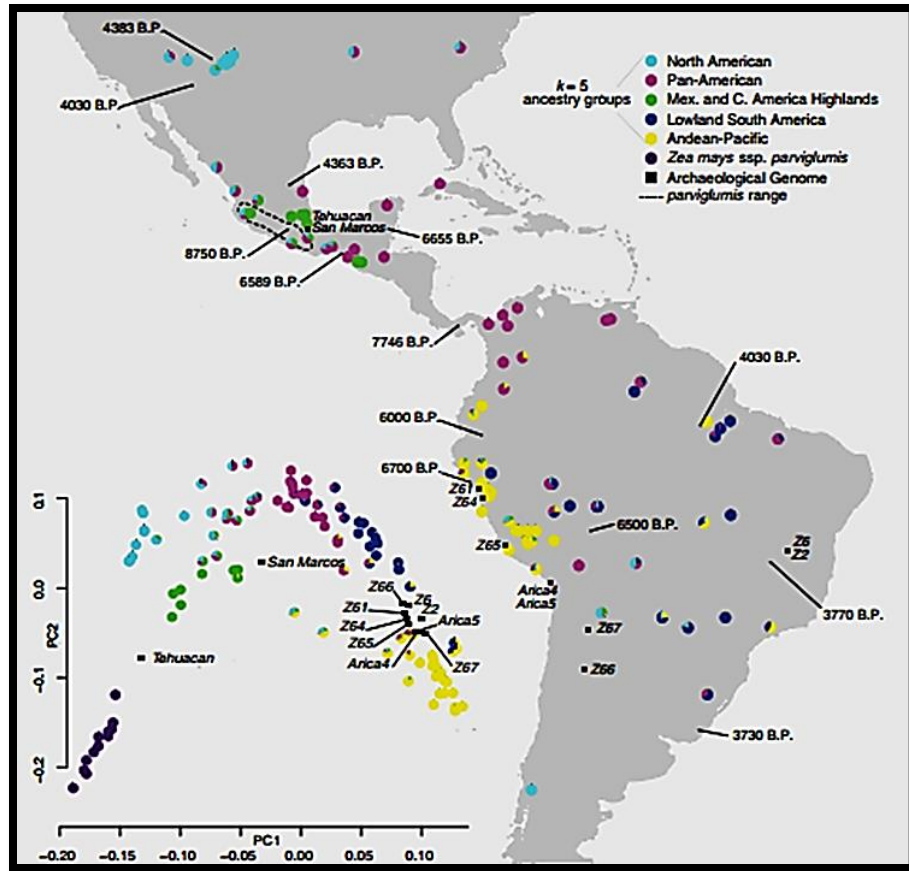 4383 B.P.
4030 B.P.
k = 5
ancestry groups
North American
Pan-American
Mex. and C. America Highlands
Lowland South America
Andean-Pacific
Zea mays ssp. parviglumis
Archaeological Genome
parviglumis range
4363 B.P.
Tehuacan
San Marcos
6655 B.P.
8750 B.P.
6589 B.P.
7746 B.P.
4030 B.P.
6000 B.P.
6700 B.P.
Z61
Z64
6500 B.P.
Z65
Z6
Z2
Arica4
Arica5
3770 B.P.
Z67
Z66
3730 B.P.
0.1
0.0
-0.1
-0.2
PC2
San Marcos
Tehuacan
Z66
Z6
Z61
Z2
Z64
Arica5
Z65
Arica4
Z67
PC1
-0.20 -0.15 -0.10 -0.05 0.00 0.05 0.10